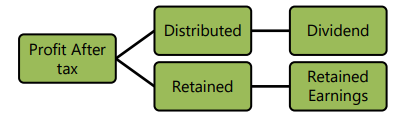 Profit After
tax
Distributed
Dividend
Retained
Retained
Earnings